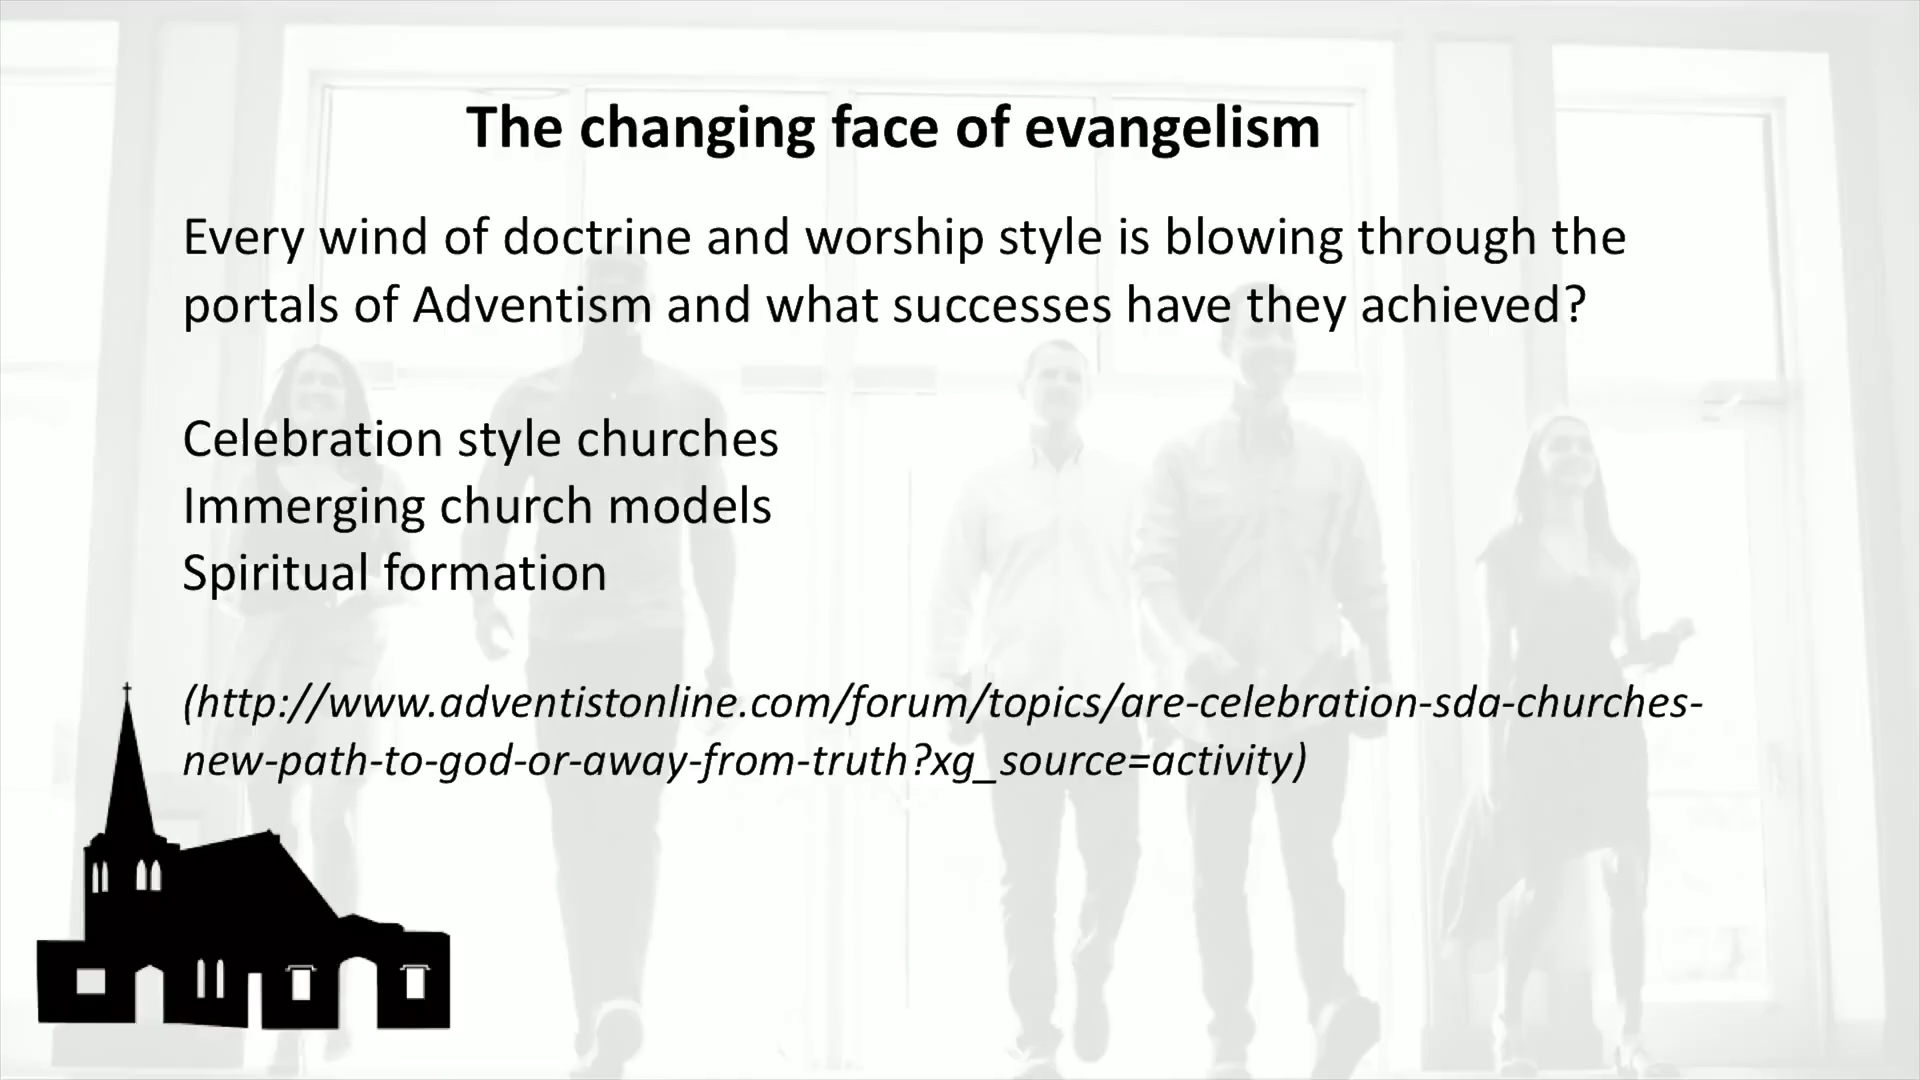 The changing face of evangelism
Every wind of doctrine and worship style is blowing through the
portals of Adventism and what successes have they achieved?
Celebration style churches
Immerging church models
Spiritual formation
(http://www.adventistonline.com/forum/topics/are-celebration-sda-churches-
new-path-to-god-or-away-from-truth?xg_source=activity)